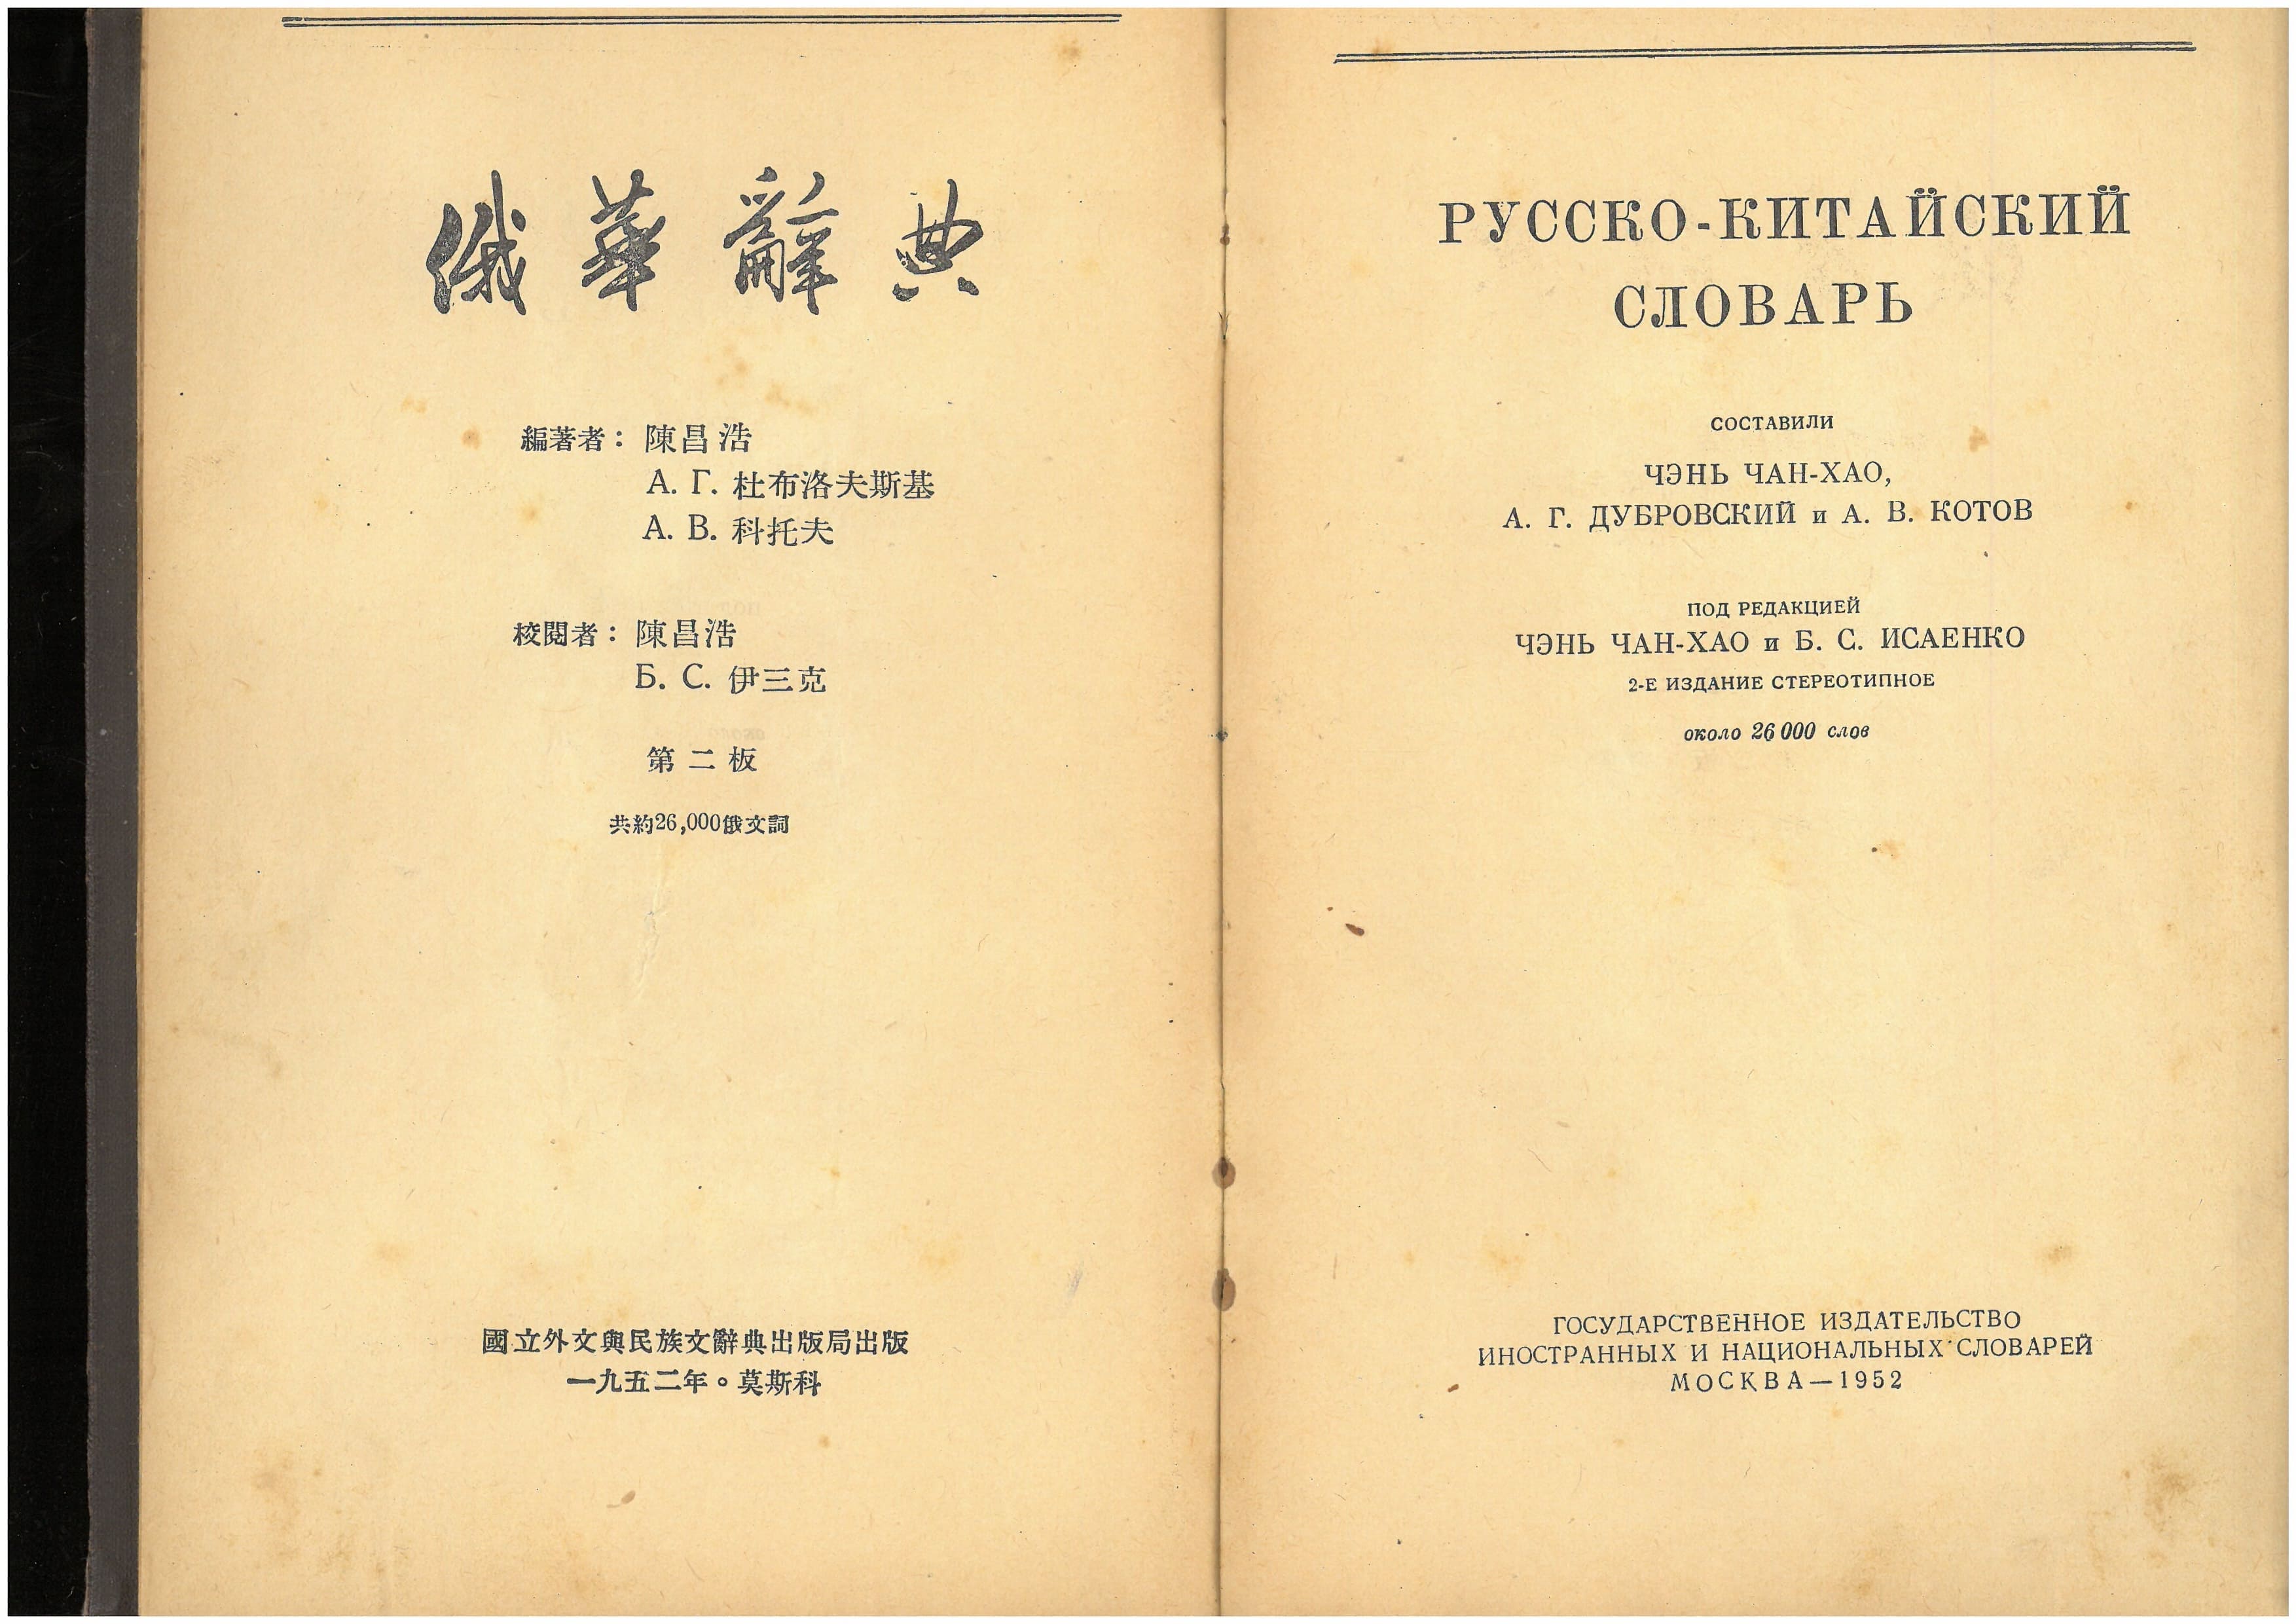 俄華辭典
編著者：陳昌浩
А. Г. 杜布洛夫斯基
А. В. 科托夫
校閱者：陳昌浩
Б. С. 伊三克
第二板
共約26,000俄文詞
國立外文與民族文辭典出版局出版
一九五二年。莫斯科
РУССКО-КИТАЙСКИЙ
СЛОВАРЬ
СОСТАВИЛИ
ЧЭНЬ ЧАН-ХАО,
А. Г. ДУБРОВСКИЙ и А. В. КОТОВ
ПОД РЕДАКЦИЕЙ
ЧЭНЬ ЧАН-ХАО и Б. С. ИСАЕНКО
2-Е ИЗДАНИЕ СТЕРЕОТИПНОЕ
около 26 000 слов
ГОСУДАРСТВЕННОЕ ИЗДАТЕЛЬСТВО
ИНОСТРАННЫХ И НАЦИОНАЛЬНЫХ СЛОВАРЕЙ
МОСКВА — 1952